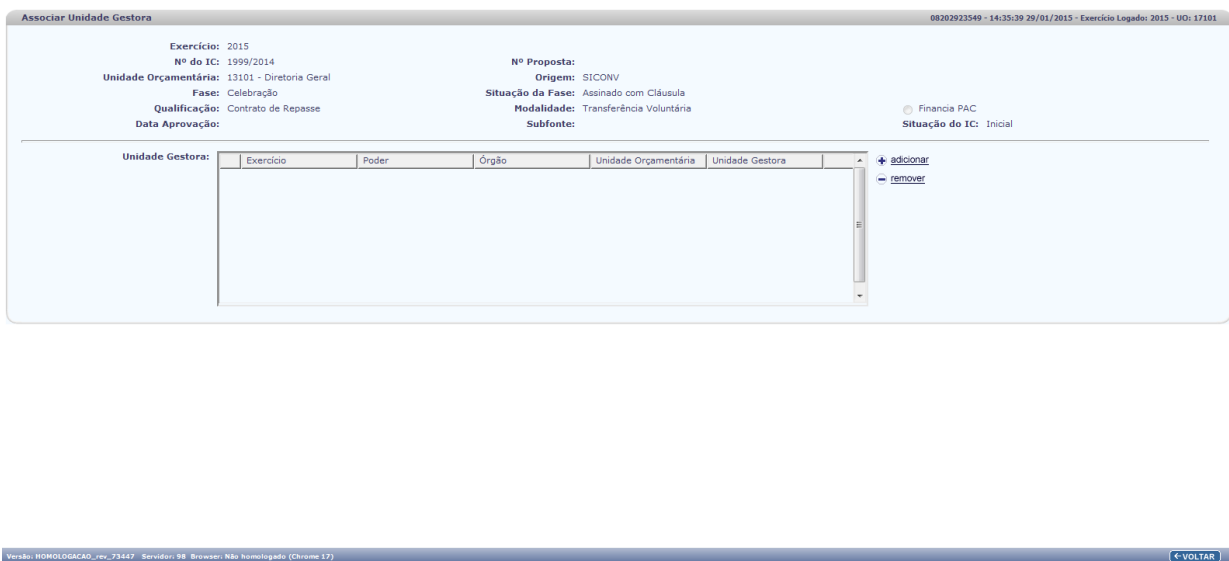 Associar Unidade Gestora 08202923549 - 14:35:39 29/01/2015 - Exercício Logado: 2015 - UO: 17101
Exercício: 2015
Nº do IC: 1999/2014 Nº Proposta:
Unidade Orçamentária: 13101 - Diretoria Geral Origem: SICONV
Fase: Celebração Situação da Fase: Assinado com Cláusula
Qualificação: Contrato de Repasse Modalidade: Transferência Voluntária Financia PAC
Data Aprovação: Subfonte: Situação do IC: Inicial
Unidade Gestora: Exercício Poder Órgão Unidade Orçamentária Unidade Gestora adicionar
remover
Versão: HOMOLOGACAO_rev_73447 Servidor: 98 Browser: Não homologado (Chrome 17) VOLTAR